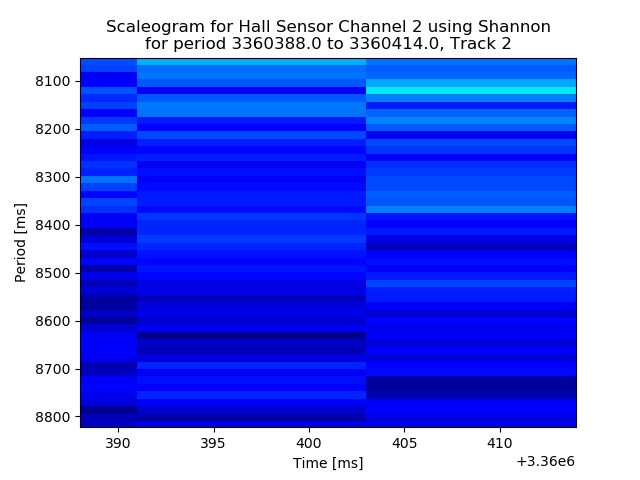 Scaleogram for Hall Sensor Channel 2 using Shannon
for period 3360388.0 to 3360414.0, Track 2
Period [ms]
8100
8200
8300
8400
8500
8600
8700
8800
390 395 400 405 410
Time [ms]
+3.36e6